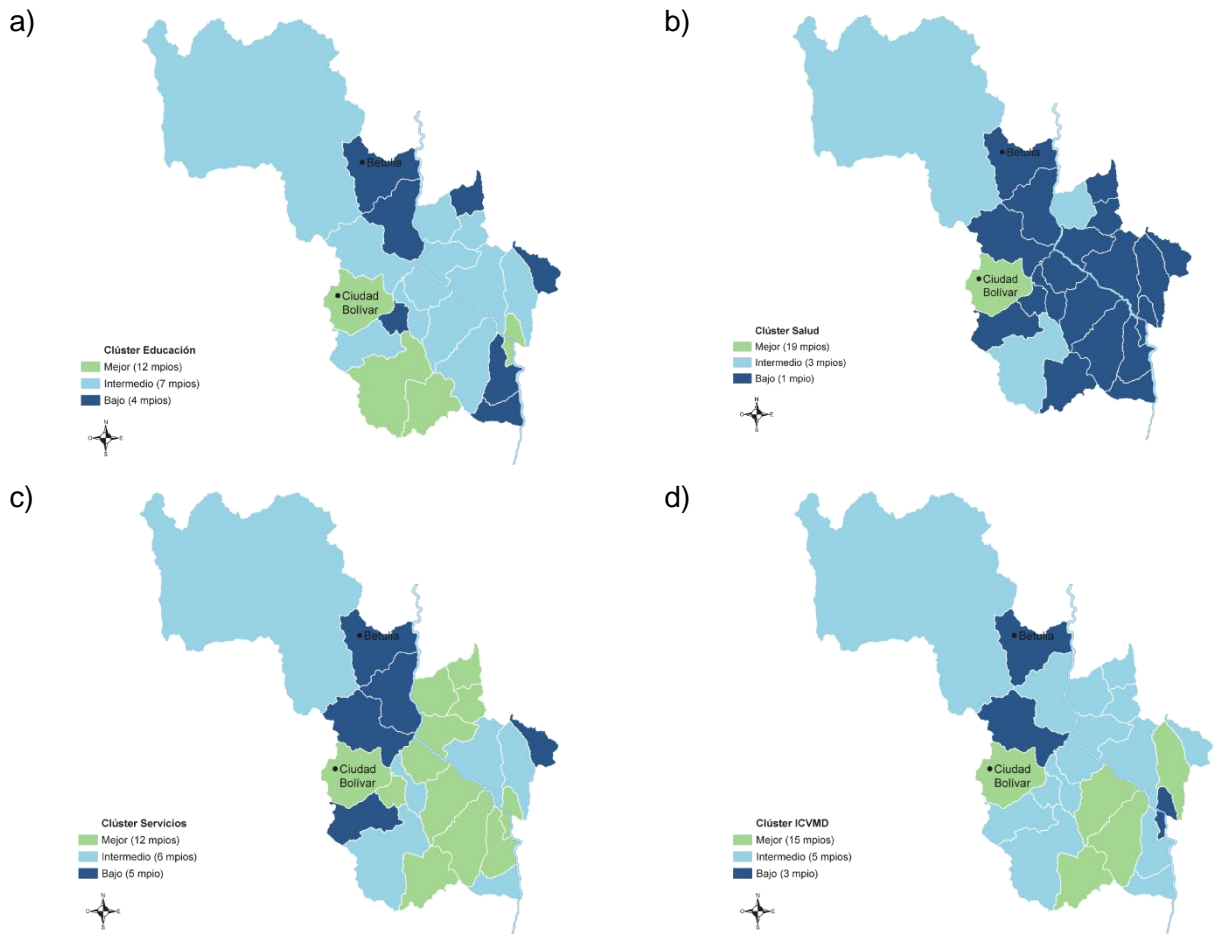 a)
Betulia
Ciudad
Bolívar
Clúster Educación
Mejor (12 mpios)
Intermedio (7 mpios)
Bajo (4 mpios)
N
O
E
S
b)
Betulia
Ciudad
Bolívar
Clúster Salud
Mejor (19 mpios)
Intermedio (3 mpios)
Bajo (1 mpio)
N
O
E
S
c)
Betulia
Ciudad
Bolívar
Clúster Servicios
Mejor (12 mpios)
Intermedio (6 mpios)
Bajo (5 mpio)
N
O
E
S
d)
Betulia
Ciudad
Bolívar
Clúster ICVMD
Mejor (15 mpios)
Intermedio (5 mpios)
Bajo (3 mpio)
N
O
E
S